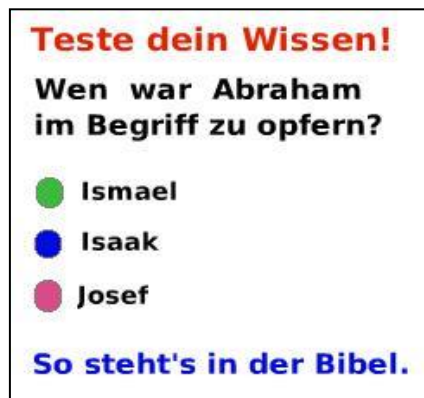 Teste dein Wissen!
Wen war Abraham
im Begriff zu opfern?
Ismael
Isaak
Josef
So steht's in der Bibel.